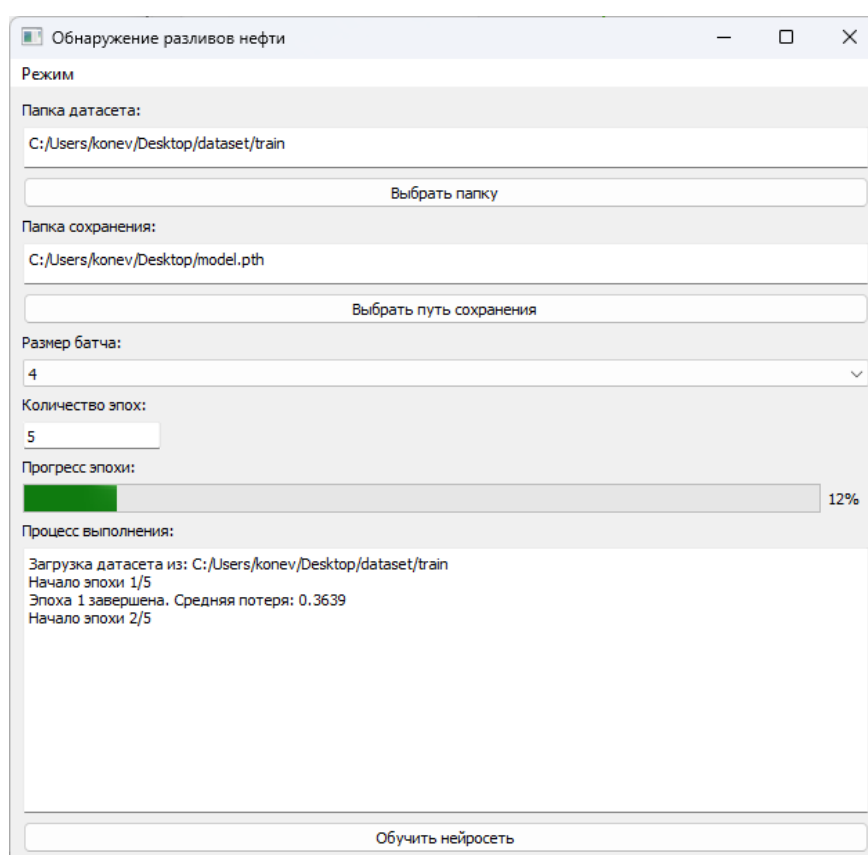 Обнаружение разливов нефти
Режим
Папка датасета:
C:/Users/konev/Desktop/dataset/train
Выбрать папку
Папка сохранения:
C:/Users/konev/Desktop/model.pth
Выбрать путь сохранения
Размер батча:
4
Количество эпох:
5
Прогресс эпохи:
12%
Процесс выполнения:
Загрузка датасета из: C:/Users/konev/Desktop/dataset/train
Начало эпохи 1/5
Эпоха 1 завершена. Средняя потеря: 0.3639
Начало эпохи 2/5
Обучить нейросеть